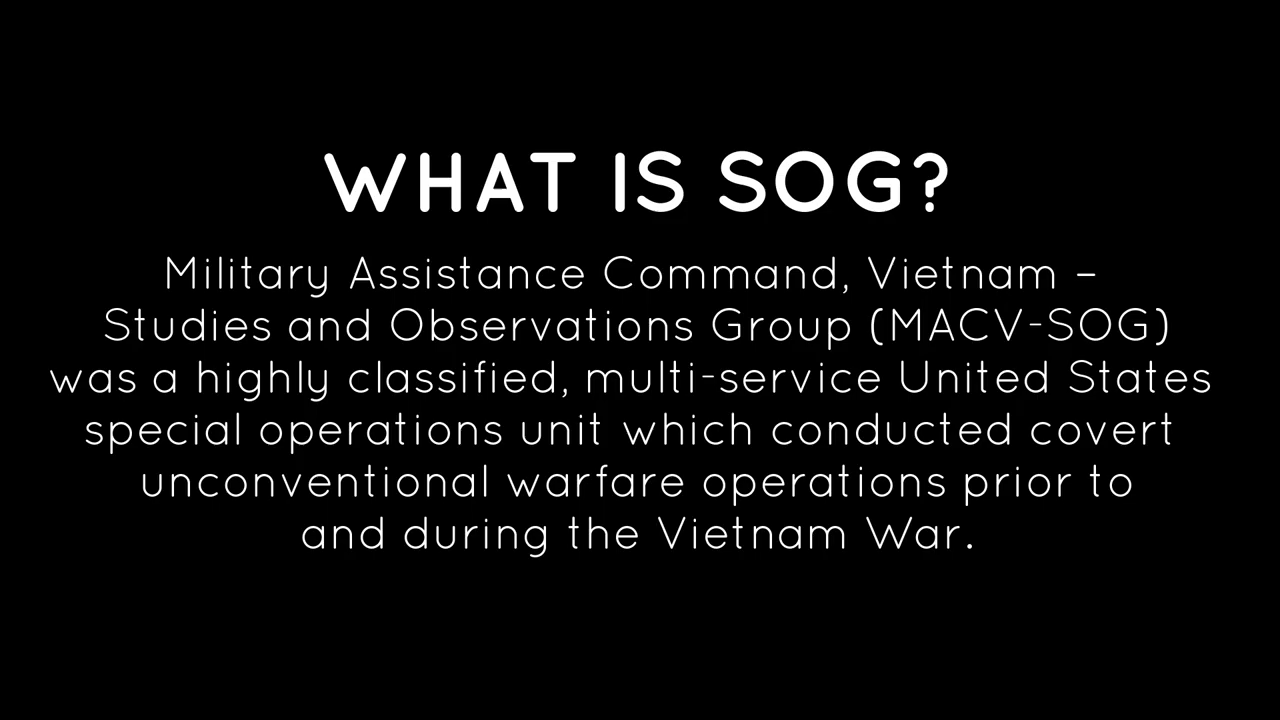 WHAT IS SOG?
Military Assistance Command, Vietnam –
Studies and Observations Group (MACV-SOG)
was a highly classified, multi-service United States
special operations unit which conducted covert
unconventional warfare operations prior to
and during the Vietnam War.